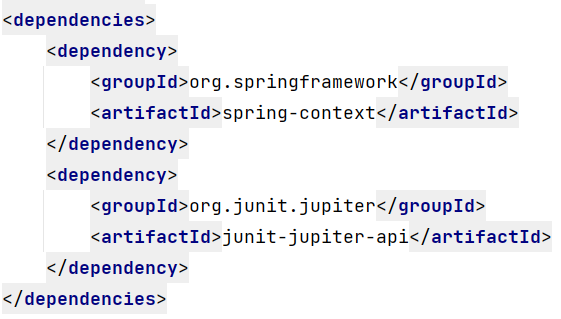 <dependencies>
    <dependency>
        <groupId>org.springframework</groupId>
        <artifactId>spring-context</artifactId>
    </dependency>
    <dependency>
        <groupId>org.junit.jupiter</groupId>
        <artifactId>junit-jupiter-api</artifactId>
    </dependency>
</dependencies>